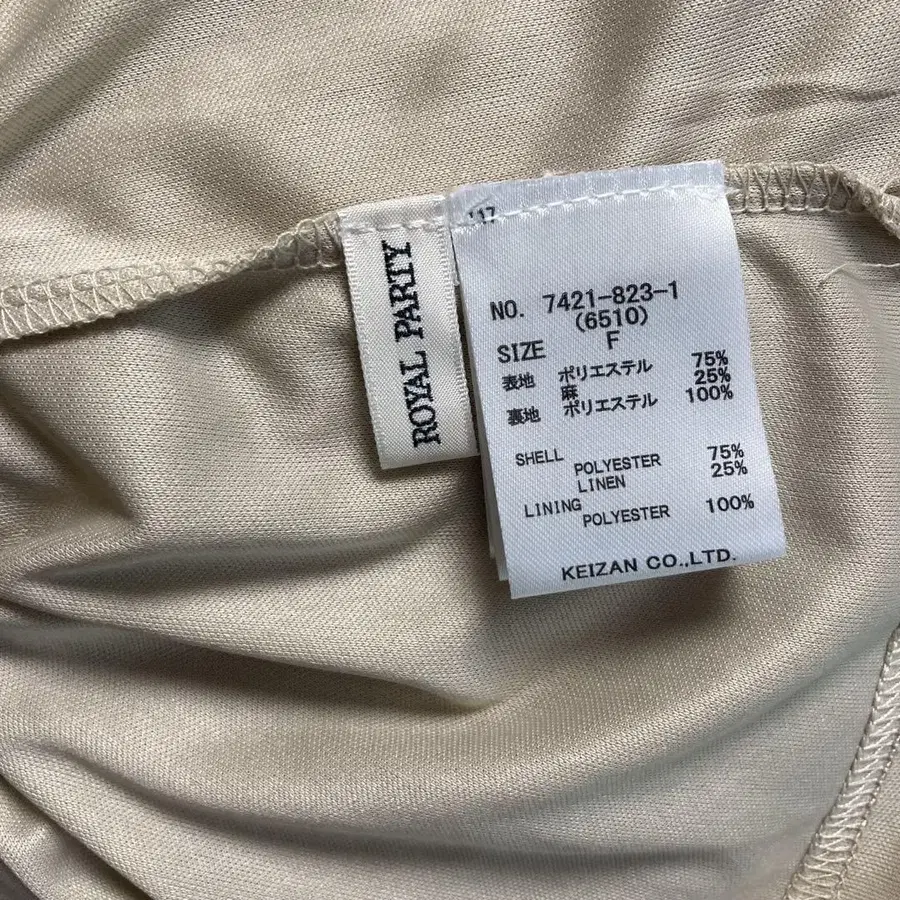 ROYAL PARTY
117
NO. 7421-823-1
(6510)
SIZE F
表地 ポリエステル 75%
麻 25%
裏地 ポリエステル 100%
SHELL
POLYESTER 75%
LINEN 25%
LINING
POLYESTER 100%
KEIZAN CO.,LTD.